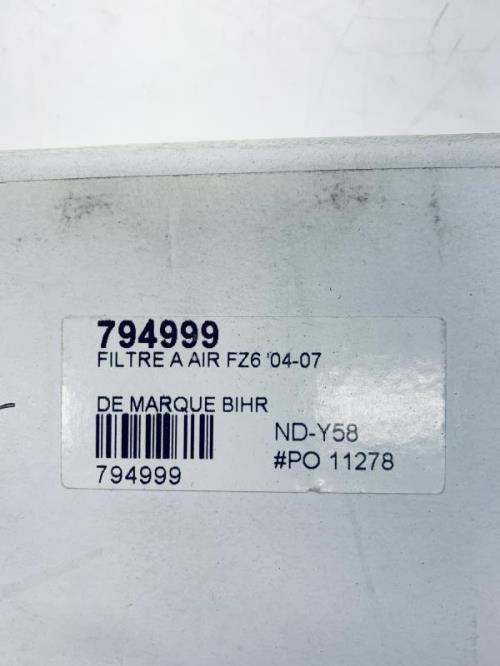 794999
FILTRE A AIR FZ6 '04-07
DE MARQUE BIHR
ND-Y58
794999
#PO 11278